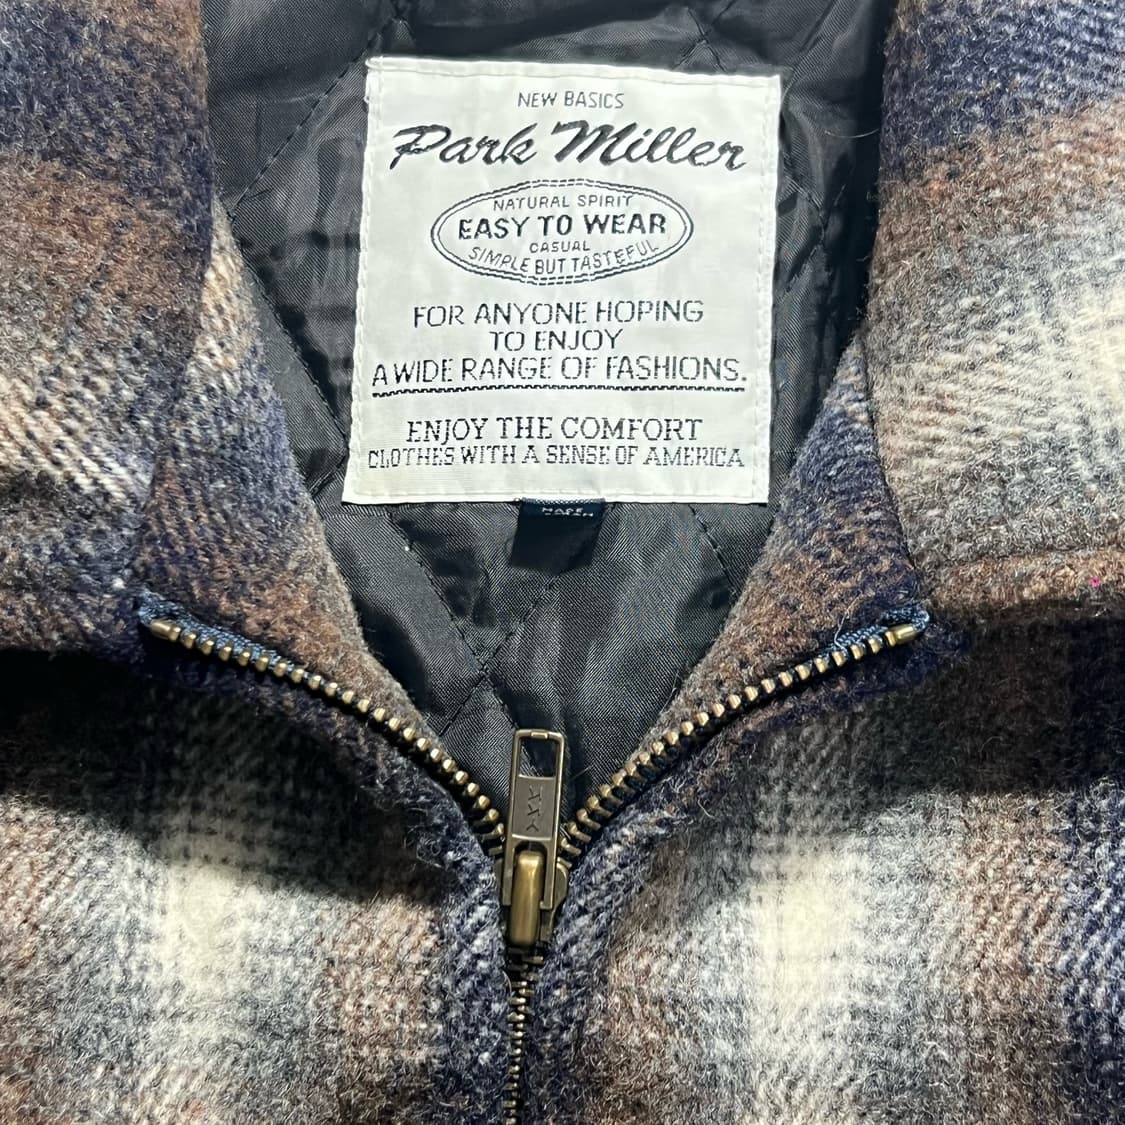 NEW BASICS
Park Miller
NATURAL SPIRIT
EASY TO WEAR
CASUAL
SIMPLE BUT TASTEFUL
FOR ANYONE HOPING
TO ENJOY
A WIDE RANGE OF FASHIONS.
ENJOY THE COMFORT
CLOTHES WITH A SENSE OF AMERICA
MADE